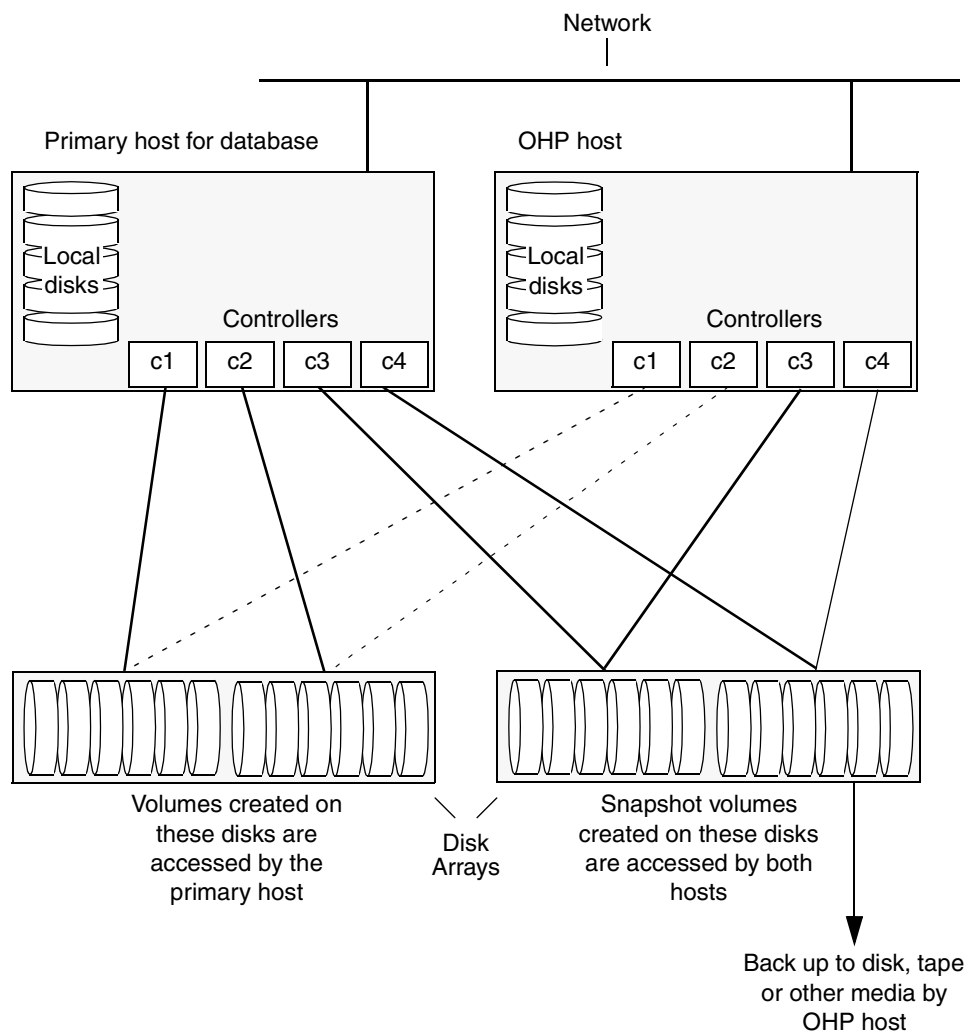 Network
Primary host for database
OHP host
Local
disks
Controllers
c1
c2
c3
c4
Local
disks
Controllers
c1
c2
c3
c4
Volumes created on
these disks are
accessed by the
primary host
Disk
Arrays
Snapshot volumes
created on these disks
are accessed by both
hosts
Back up to disk, tape
or other media by
OHP host